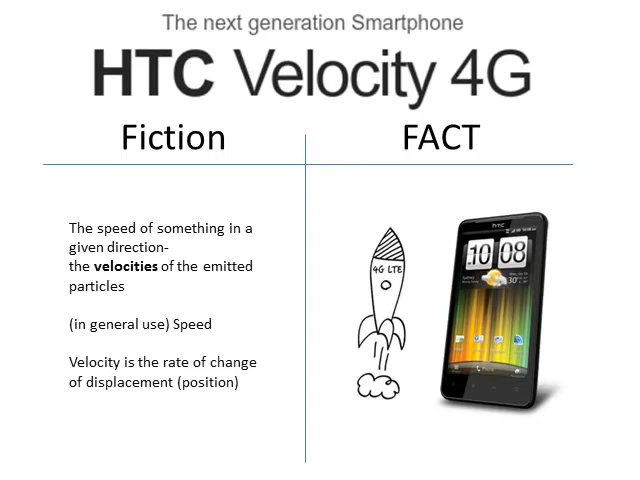 The next generation Smartphone
HTC Velocity 4G
Fiction
FACT
The speed of something in a
given direction-
the velocities of the emitted
particles
(in general use) Speed
Velocity is the rate of change
of displacement (position)
4G LTE
hTC
10 08
30°